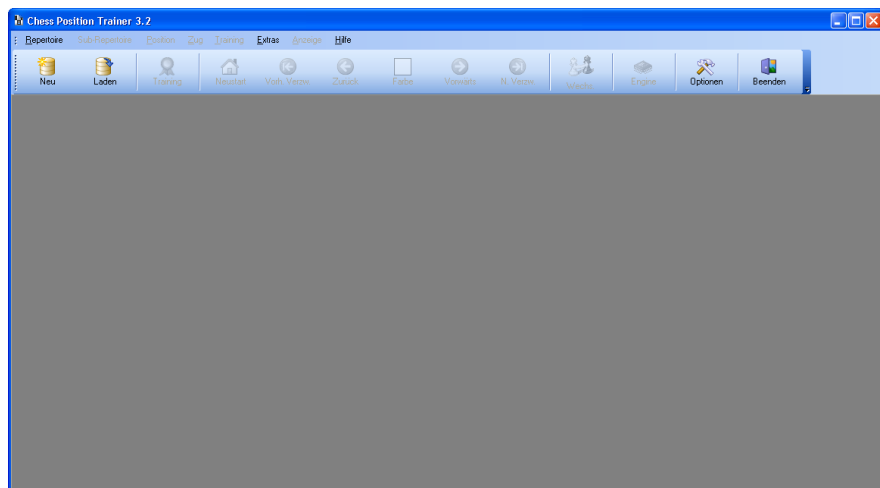 Chess Position Trainer 3.2
Repertoire Sub-Repertoire Position Zug Training Extras Anzeige Hilfe
Neu Laden Training Neustart Vorh. Verzw. Zurück Farbe Vorwärts N. Verzw. Engine Optionen Beenden